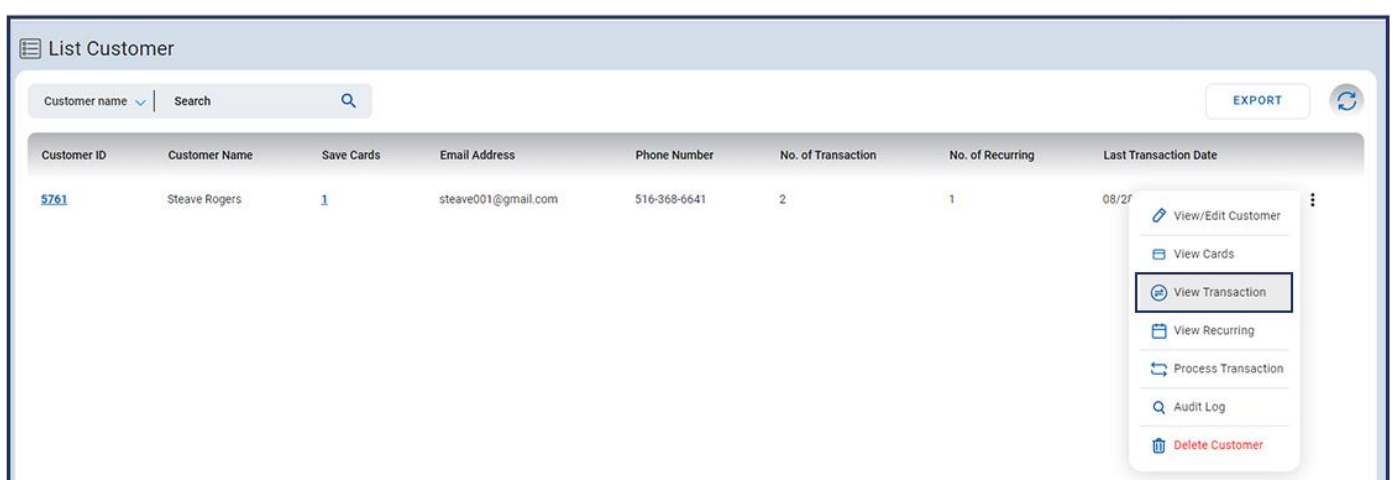 List Customer
Customer name Search EXPORT
Customer ID Customer Name Save Cards Email Address Phone Number No. of Transaction No. of Recurring Last Transaction Date
5761 Steave Rogers 1 steave001@gmail.com 516-368-6641 2 1
View/Edit Customer
View Cards
View Transaction
View Recurring
Process Transaction
Audit Log
Delete Customer